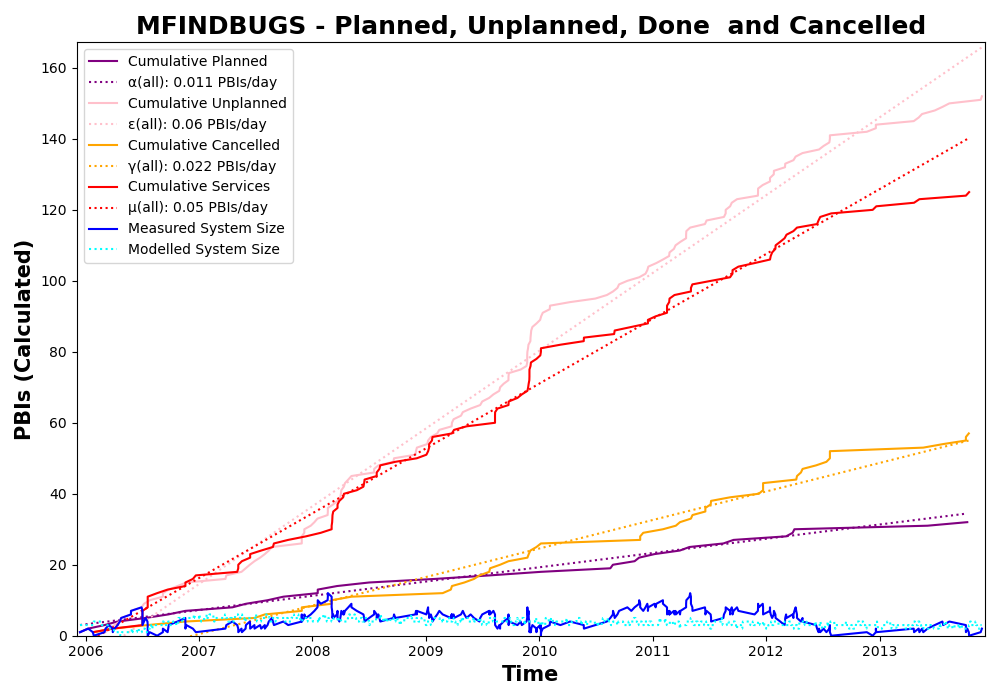 MFINDBUGS - Planned, Unplanned, Done  and Cancelled
Cumulative Planned
α(all): 0.011 PBIs/day
Cumulative Unplanned
ε(all): 0.06 PBIs/day
Cumulative Cancelled
γ(all): 0.022 PBIs/day
Cumulative Services
μ(all): 0.05 PBIs/day
Measured System Size
Modelled System Size
PBIs (Calculated)
160
140
120
100
80
60
40
20
0
2006 2007 2008 2009 2010 2011 2012 2013
Time